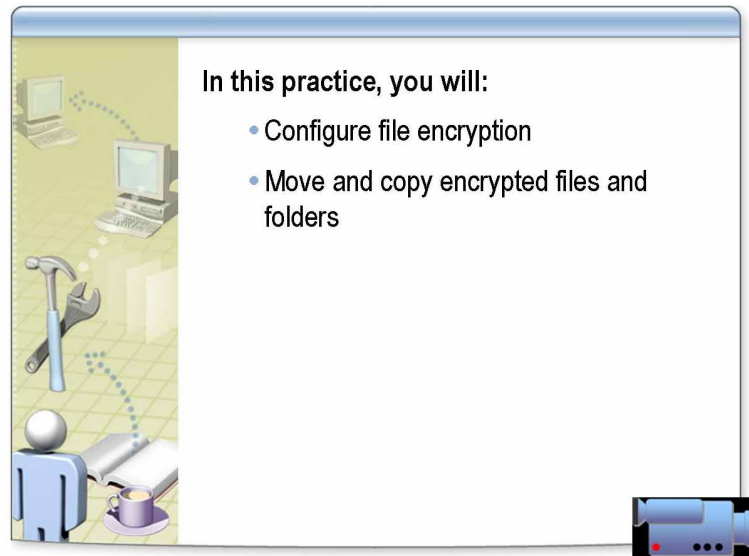 In this practice, you will:
• Configure file encryption
• Move and copy encrypted files and
folders